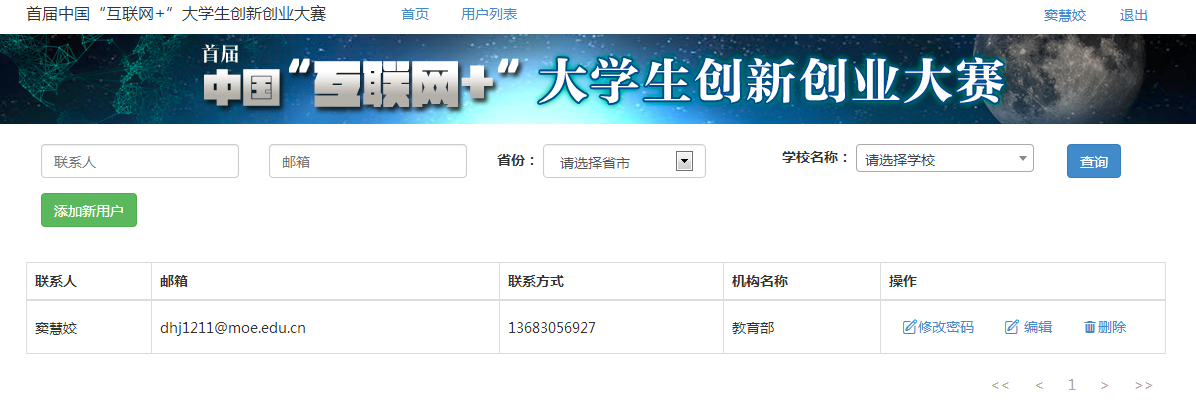 首届中国“互联网+”大学生创新创业大赛 首页 用户列表 窦慧姣 退出
首届
中国“互联网+”大学生创新创业大赛
联系人 邮箱 省份： 请选择省市 学校名称： 请选择学校 查询
添加新用户
联系人 邮箱 联系方式 机构名称 操作
窦慧姣 dhj1211@moe.edu.cn 13683056927 教育部 修改密码 编辑 删除
<< < 1 > >>